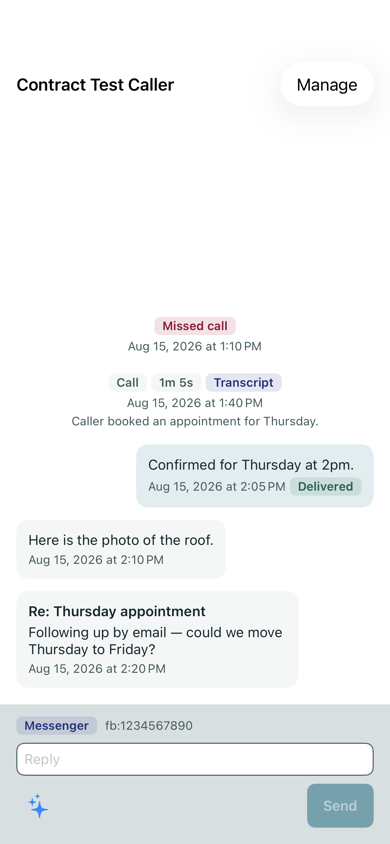 Contract Test Caller
Manage
Missed call
Aug 15, 2026 at 1:10 PM
Call 1m 5s Transcript
Aug 15, 2026 at 1:40 PM
Caller booked an appointment for Thursday.
Confirmed for Thursday at 2pm.
Aug 15, 2026 at 2:05 PM Delivered
Here is the photo of the roof.
Aug 15, 2026 at 2:10 PM
Re: Thursday appointment
Following up by email — could we move
Thursday to Friday?
Aug 15, 2026 at 2:20 PM
Messenger fb:1234567890
Reply
Send